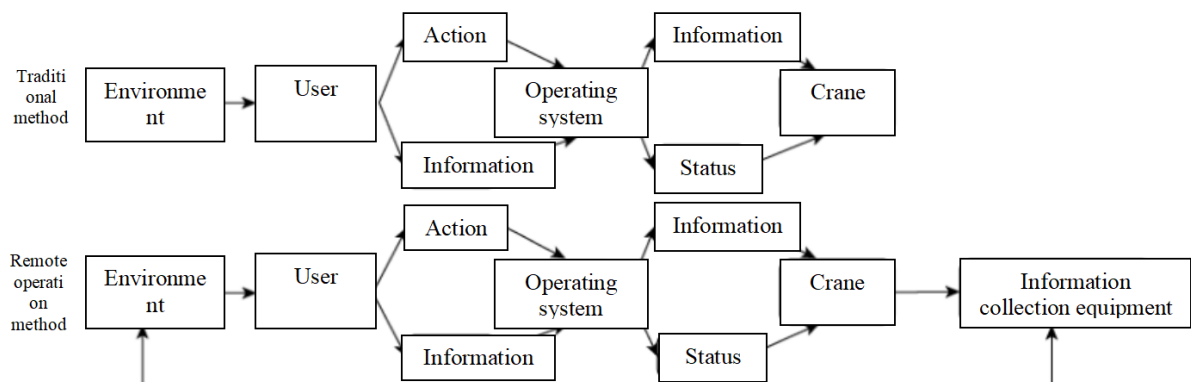 Traditi
onal
method
Environme
nt
User
Action
Information
Operating
system
Information
Status
Crane
Remote
operati
on
method
Environme
nt
User
Action
Information
Operating
system
Information
Status
Crane
Information
collection equipment